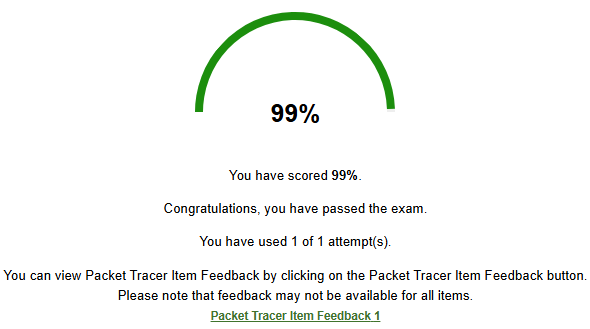 99%
You have scored 99%.
Congratulations, you have passed the exam.
You have used 1 of 1 attempt(s).
You can view Packet Tracer Item Feedback by clicking on the Packet Tracer Item Feedback button.
Please note that feedback may not be available for all items.
Packet Tracer Item Feedback 1